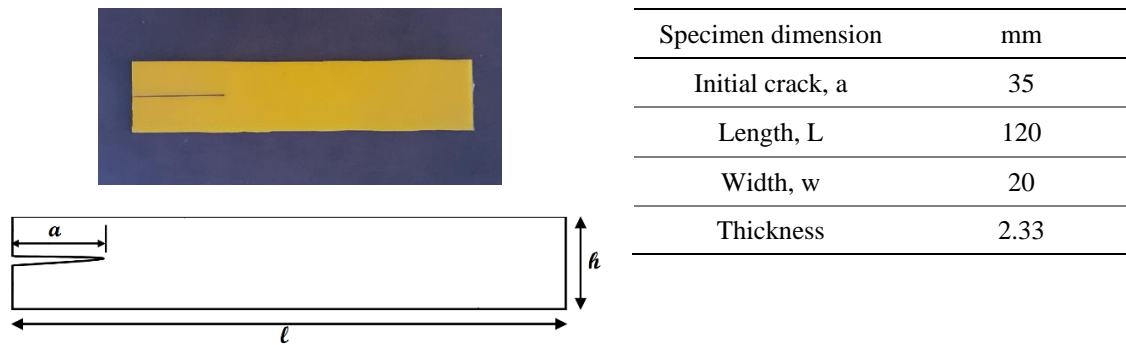 Specimen dimension mm
Initial crack, a 35
Length, L 120
Width, w 20
Thickness 2.33
a
h
ℓ